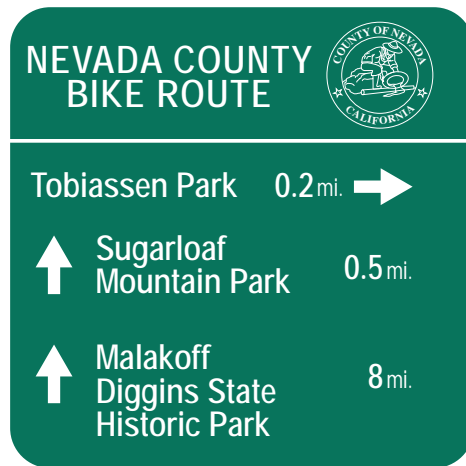 NEVADA COUNTY
BIKE ROUTE
COUNTY OF NEVADA
CALIFORNIA
Tobiassen Park 0.2 mi.
Sugarloaf
Mountain Park 0.5 mi.
Malakoff
Diggins State
Historic Park 8 mi.